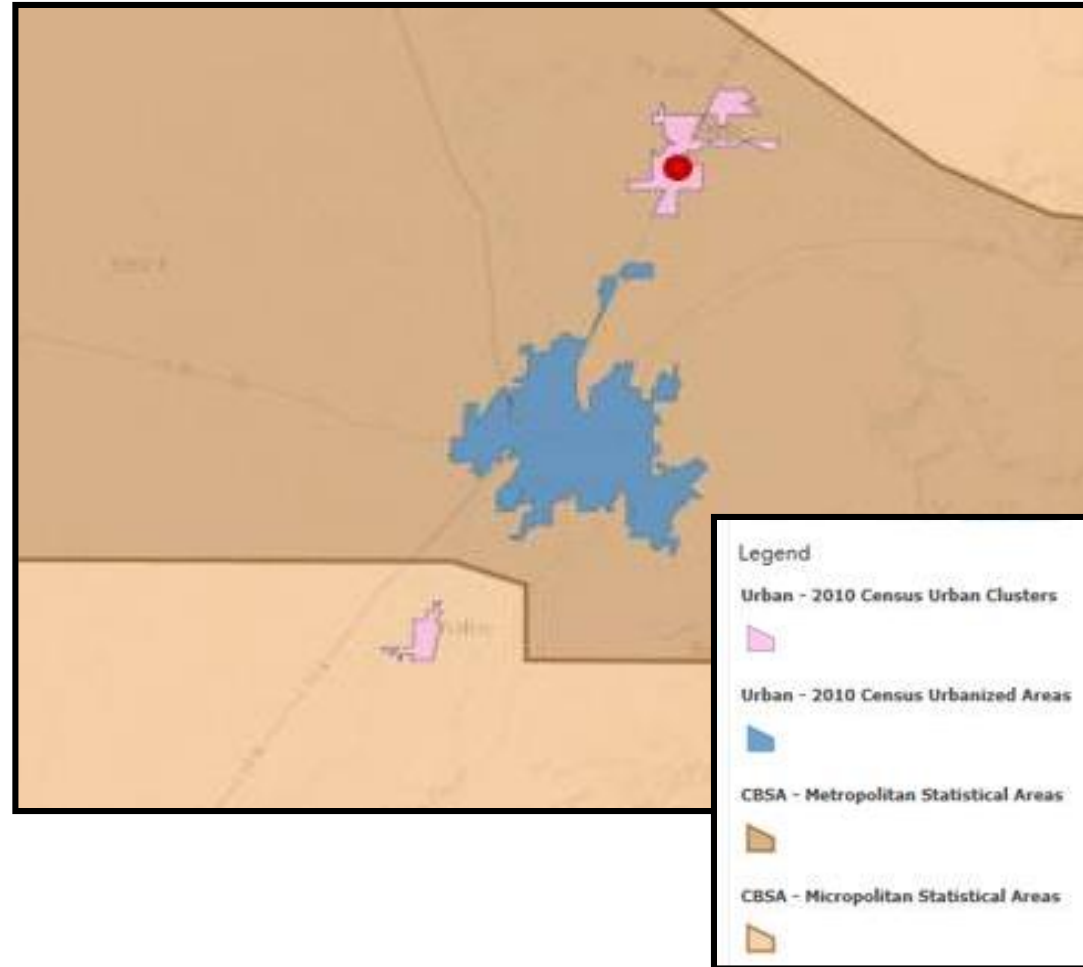 Legend
Urban - 2010 Census Urban Clusters
Urban - 2010 Census Urbanized Areas
CBSA - Metropolitan Statistical Areas
CBSA - Micropolitan Statistical Areas